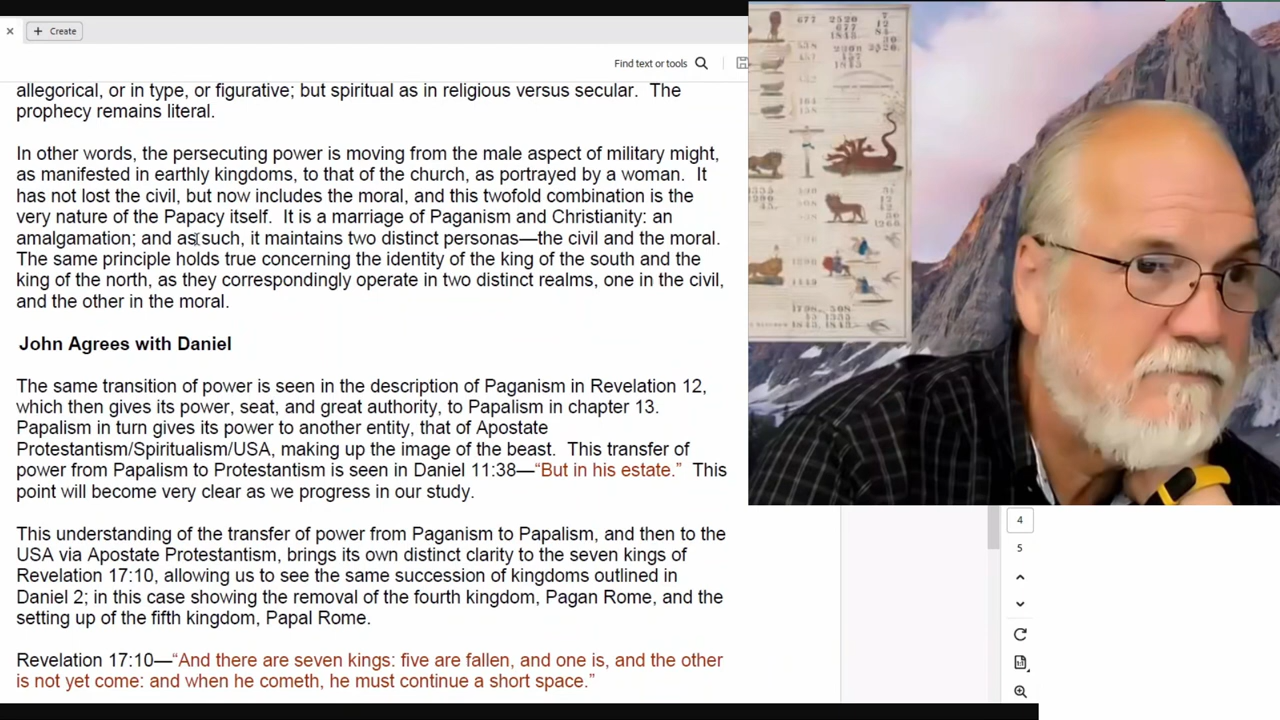 Create
Find text or tools
allegorical, or in type, or figurative; but spiritual as in religious versus secular.  The
prophecy remains literal.
In other words, the persecuting power is moving from the male aspect of military might,
as manifested in earthly kingdoms, to that of the church, as portrayed by a woman.  It
has not lost the civil, but now includes the moral, and this twofold combination is the
very nature of the Papacy itself.  It is a marriage of Paganism and Christianity: an
amalgamation; and as such, it maintains two distinct personas—the civil and the moral.
The same principle holds true concerning the identity of the king of the south and the
king of the north, as they correspondingly operate in two distinct realms, one in the civil,
and the other in the moral.
John Agrees with Daniel
The same transition of power is seen in the description of Paganism in Revelation 12,
which then gives its power, seat, and great authority, to Papalism in chapter 13.
Papalism in turn gives its power to another entity, that of Apostate
Protestantism/Spiritualism/USA, making up the image of the beast.  This transfer of
power from Papalism to Protestantism is seen in Daniel 11:38—“But in his estate.”  This
point will become very clear as we progress in our study.
This understanding of the transfer of power from Paganism to Papalism, and then to the
USA via Apostate Protestantism, brings its own distinct clarity to the seven kings of
Revelation 17:10, allowing us to see the same succession of kingdoms outlined in
Daniel 2; in this case showing the removal of the fourth kingdom, Pagan Rome, and the
setting up of the fifth kingdom, Papal Rome.
Revelation 17:10—“And there are seven kings: five are fallen, and one is, and the other
is not yet come: and when he cometh, he must continue a short space.”
4
5
677 2520
677
1843